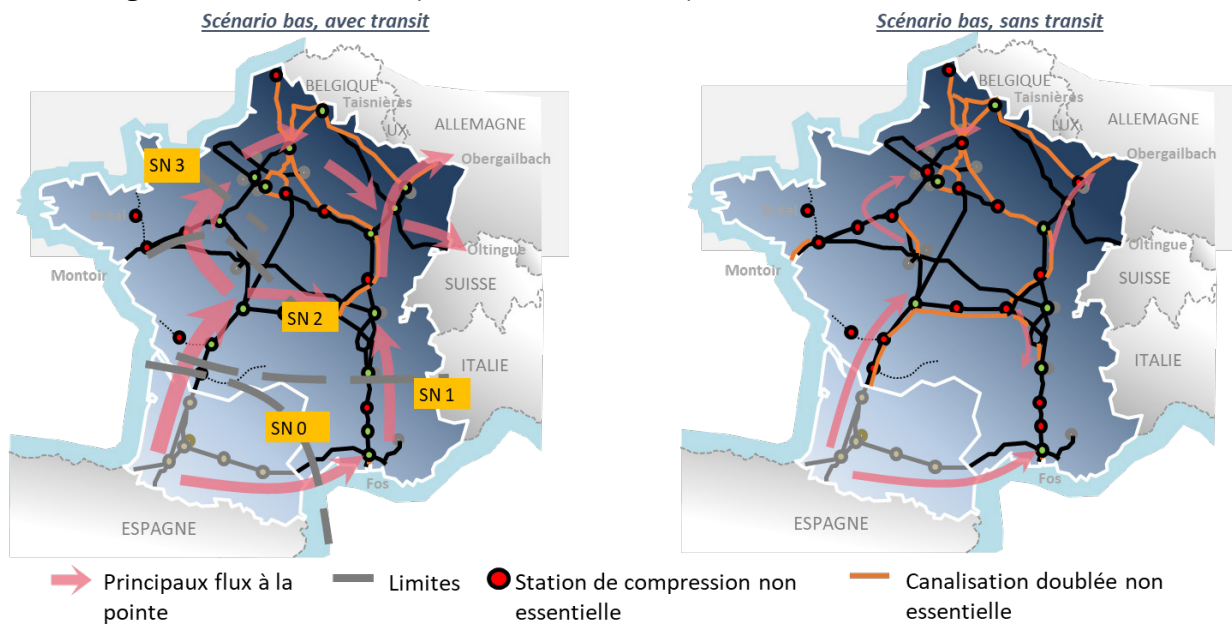 Scénario bas, avec transit
Scénario bas, sans transit
BELGIQUE
Taisnières
UX
ALLEMAGNE
Obergailbach
SN 3
Oltingue
Montoir
SUISSE
SN 2
ITALIE
SN 1
SN 0
Fos
ESPAGNE
BELGIQUE
Taisnières
LUX
ALLEMAGNE
Obergailbach
Oltingue
Montoir
SUISSE
ITALIE
Fos
ESPAGNE
Principaux flux à la
pointe
Limites
Station de compression non
essentielle
Canalisation doublée non
essentielle